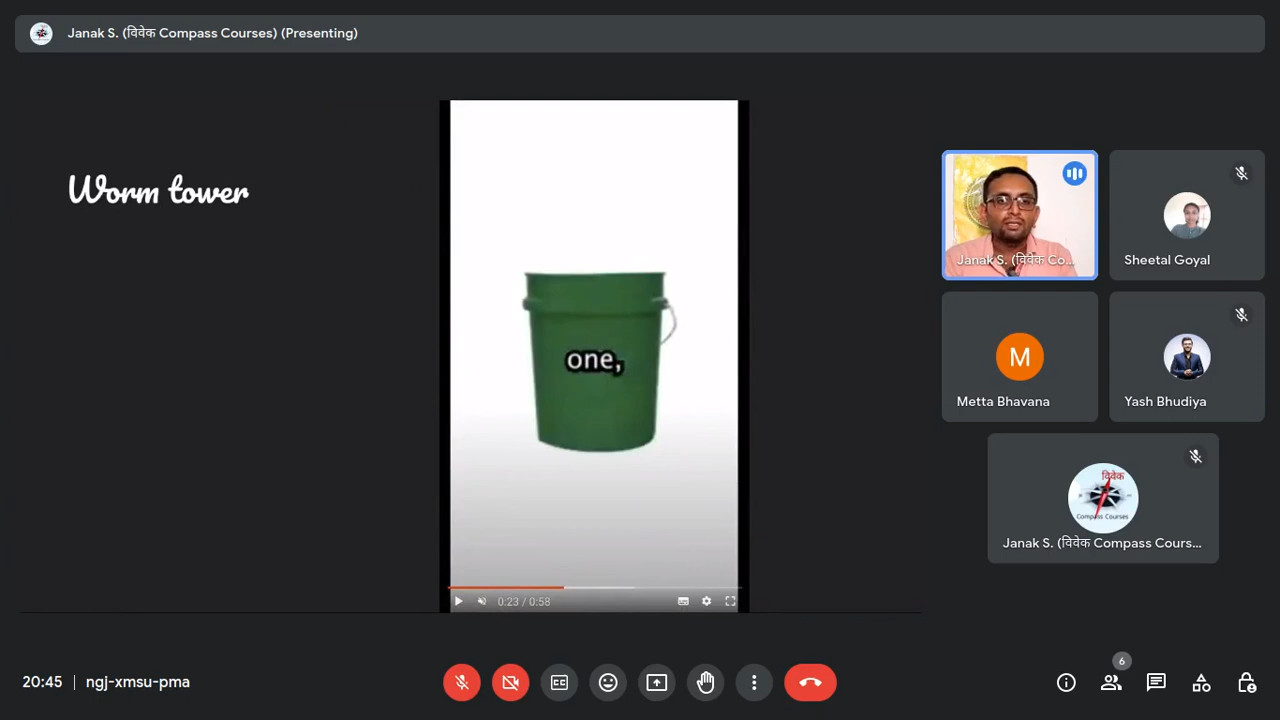 Janak S. (विवेक Compass Courses) (Presenting)
Worm tower
one,
0:23 / 0:58
Janak S. (विवेक Co...
Sheetal Goyal
M
Metta Bhavana
Yash Bhudiya
विवेक
Compass Courses
Janak S. (विवेक Compass Cours...
20:45 | ngj-xmsu-pma
6